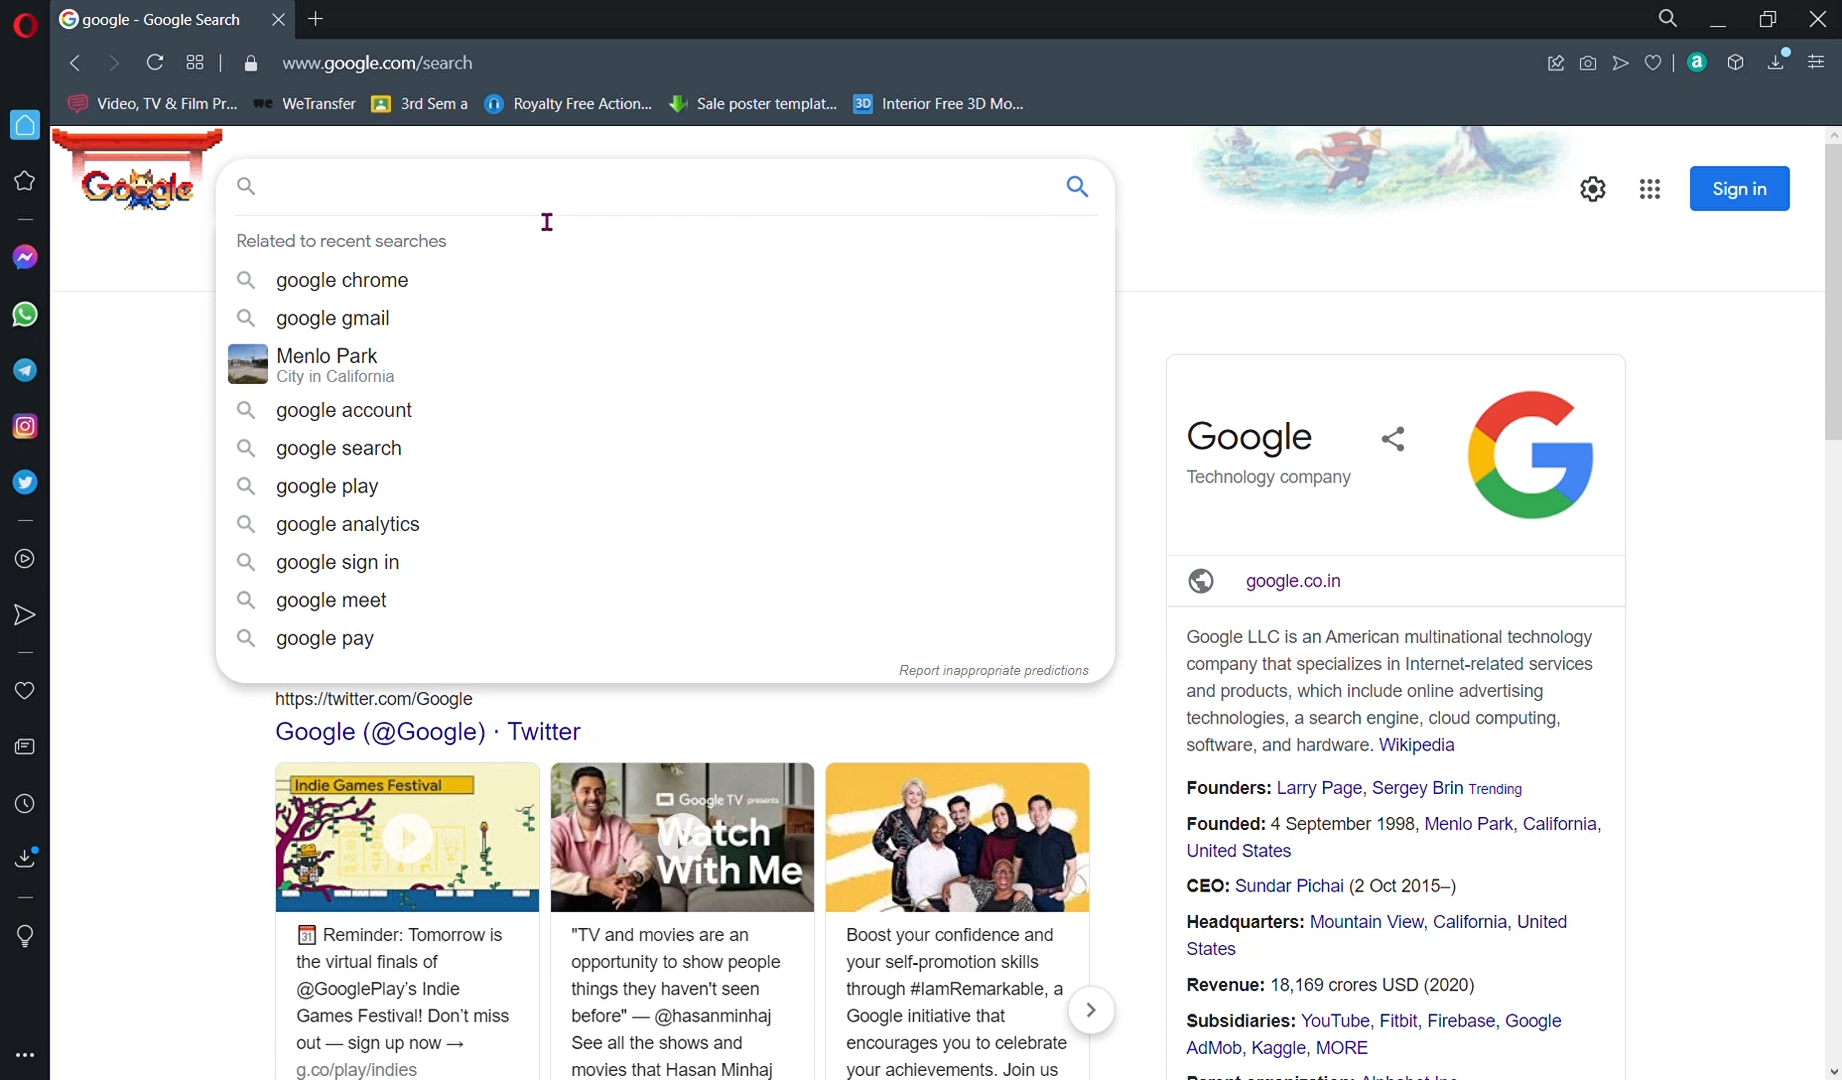 google - Google Search
www.google.com/search
Video, TV & Film Pr...
we WeTransfer
3rd Sem a
Royalty Free Action...
Sale poster templat...
3D Interior Free 3D Mo...
Google
Sign in
Related to recent searches
google chrome
google gmail
Menlo Park
City in California
google account
google search
google play
google analytics
google sign in
google meet
google pay
Report inappropriate predictions
https://twitter.com/Google
Google (@Google) · Twitter
Indie Games Festival
Google TV presents
Watch
With Me
31 Reminder: Tomorrow is
the virtual finals of
@GooglePlay's Indie
Games Festival! Don't miss
out — sign up now →
g.co/play/indies
"TV and movies are an
opportunity to show people
things they haven't seen
before" — @hasanminhaj
See all the shows and
movies that Hasan Minhaj
Boost your confidence and
your self-promotion skills
through #IamRemarkable, a
Google initiative that
encourages you to celebrate
your achievements. Join us
Google
Technology company
google.co.in
Google LLC is an American multinational technology
company that specializes in Internet-related services
and products, which include online advertising
technologies, a search engine, cloud computing,
software, and hardware. Wikipedia
Founders: Larry Page, Sergey Brin Trending
Founded: 4 September 1998, Menlo Park, California,
United States
CEO: Sundar Pichai (2 Oct 2015–)
Headquarters: Mountain View, California, United
States
Revenue: 18,169 crores USD (2020)
Subsidiaries: YouTube, Fitbit, Firebase, Google
AdMob, Kaggle, MORE